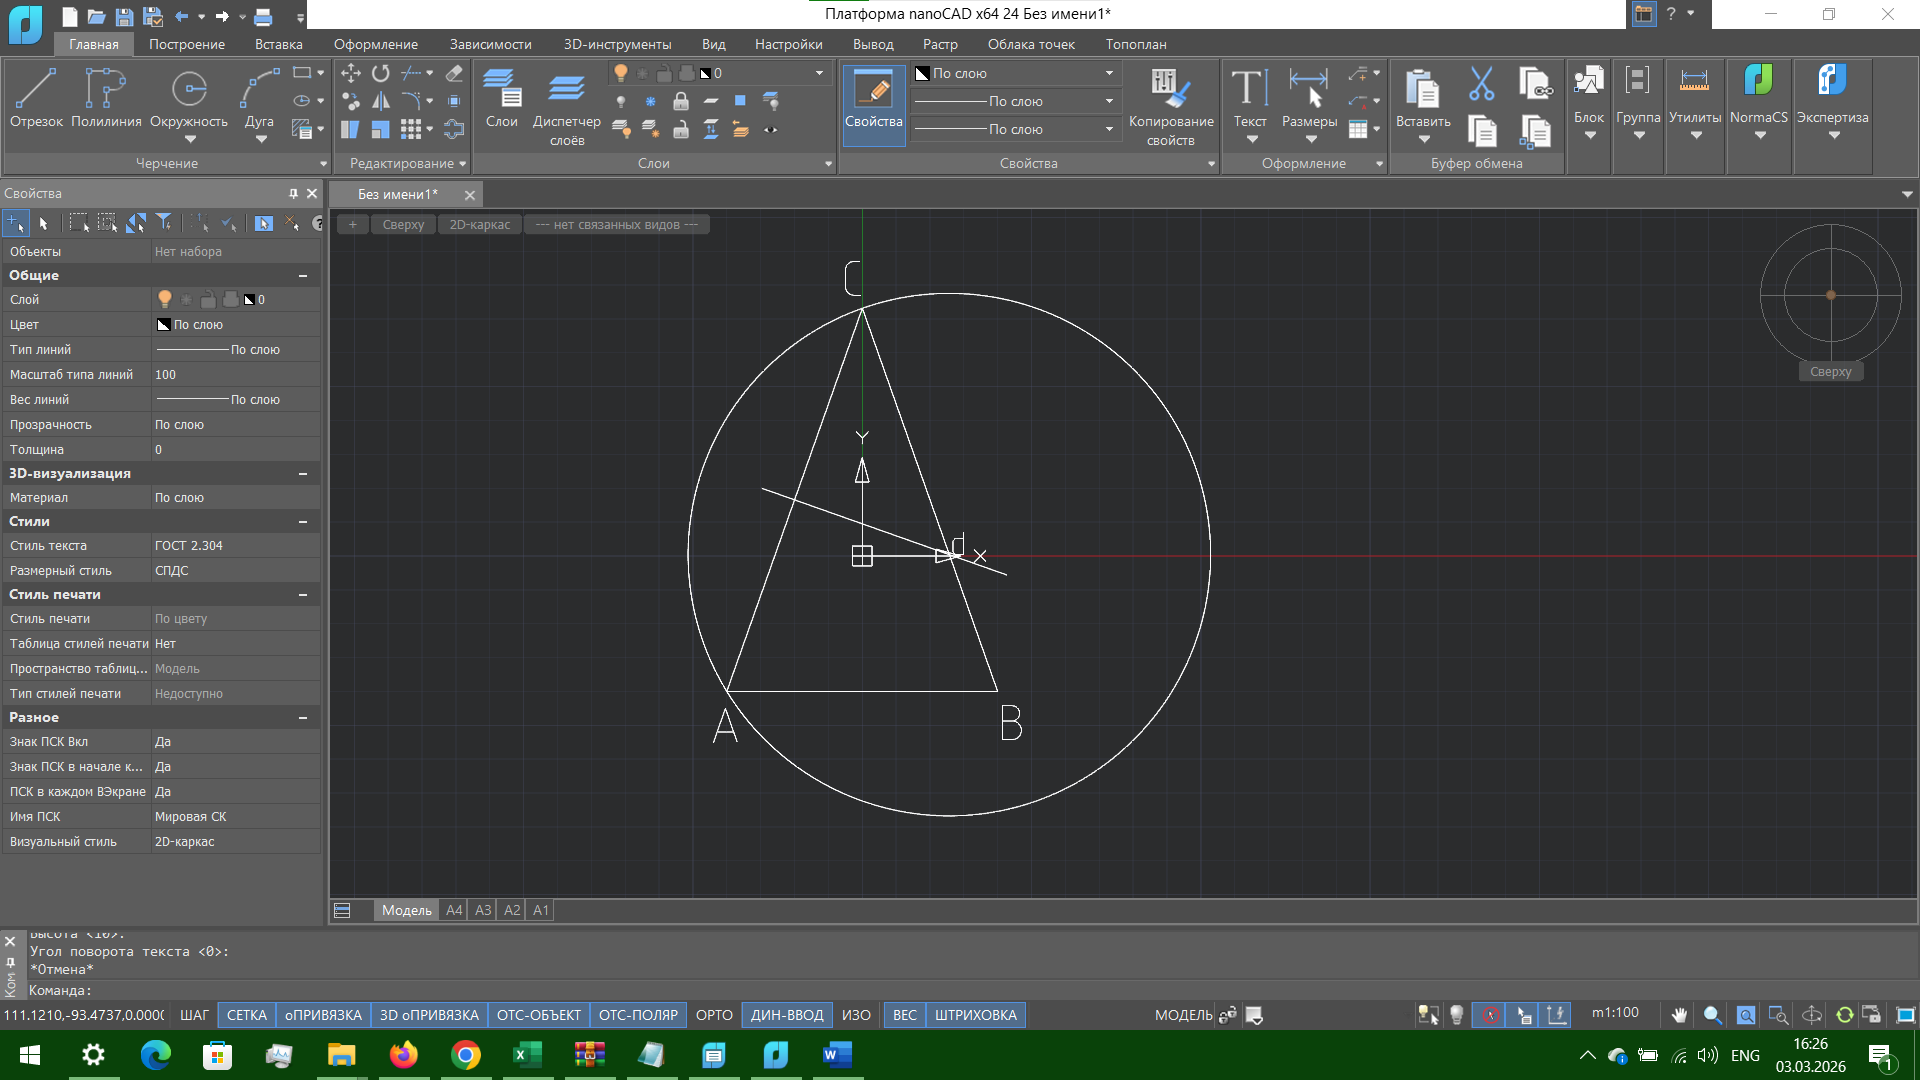 Платформа nanoCAD x64 24 Без имени1*
?
Главная Построение Вставка Оформление Зависимости 3D-инструменты Вид Настройки Вывод Растр Облака точек Топоплан
0
По слою
По слою
По слою
Отрезок Полилиния Окружность Дуга
Слои Диспетчер слоёв
Свойства
Копирование свойств
Текст Размеры
Вставить
Блок Группа Утилиты NormaCS Экспертиза
Черчение Редактирование Слои Свойства Оформление Буфер обмена
Свойства
Без имени1*
+ Сверху 2D-каркас --- нет связанных видов ---
Объекты Нет набора
Общие
Слой 0
Цвет По слою
Тип линий По слою
Масштаб типа линий 100
Вес линий По слою
Прозрачность По слою
Толщина 0
3D-визуализация
Материал По слою
Стили
Стиль текста ГОСТ 2.304
Размерный стиль СПДС
Стиль печати
Стиль печати По цвету
Таблица стилей печати Нет
Пространство таблиц... Модель
Тип стилей печати Недоступно
Разное
Знак ПСК Вкл Да
Знак ПСК в начале к... Да
ПСК в каждом ВЭкране Да
Имя ПСК Мировая СК
Визуальный стиль 2D-каркас
C
Y
d
X
A
B
Сверху
Модель A4 A3 A2 A1
Ком
Высота <10>:
Угол поворота текста <0>:
*Отмена*
Команда:
111.1210,-93.4737,0.0000 ШАГ СЕТКА оПРИВЯЗКА 3D оПРИВЯЗКА ОТС-ОБЪЕКТ ОТС-ПОЛЯР ОРТО ДИН-ВВОД ИЗО ВЕС ШТРИХОВКА МОДЕЛЬ m1:100
ENG
16:26
03.03.2026
1